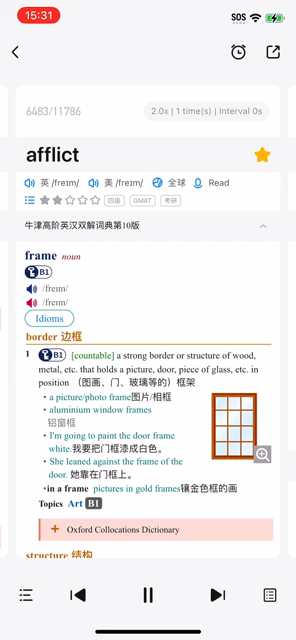 15:31
SOS
6483/11786
2.0x | 1 time(s) | Interval 0s
afflict
英 /freɪm/ 美 /freɪm/ 全球 Read
四级 GMAT 考研
牛津高阶英汉双解词典第10版
frame noun
B1
/freɪm/
/freɪm/
Idioms
border 边框
1 B1 [countable] a strong border or structure of wood,
metal, etc. that holds a picture, door, piece of glass, etc. in
position （图画、门、玻璃等的）框架
• a picture/photo frame图片/相框
• aluminium window frames
铝窗框
• I'm going to paint the door frame
white.我要把门框漆成白色。
• She leaned against the frame of the
door. 她靠在门框上。
•in a frame pictures in gold frames镶金色框的画
Topics Art B1
+ Oxford Collocations Dictionary
structure 结构